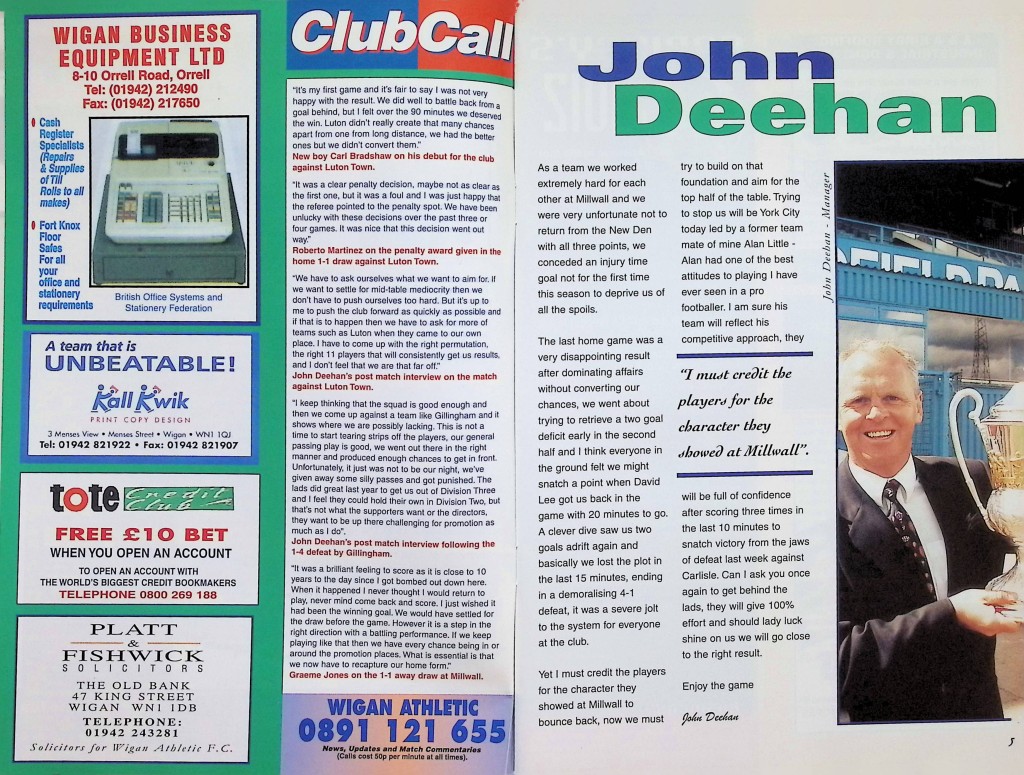 WIGAN BUSINESS
EQUIPMENT LTD
8-10 Orrell Road, Orrell
Tel: (01942) 212490
Fax: (01942) 217650
Cash
Register
Specialists
(Repairs
& Supplies
of Till
Rolls to all
makes)
Fort Knox
Floor
Safes
For all
your
office and
stationery
requirements
British Office Systems and
Stationery Federation
A team that is
UNBEATABLE!
Kall Kwik
PRINT COPY DESIGN
3 Menses View • Menses Street • Wigan • WN1 1QJ
Tel: 01942 821922 • Fax: 01942 821907
tote Credit
Club
FREE £10 BET
WHEN YOU OPEN AN ACCOUNT
TO OPEN AN ACCOUNT WITH
THE WORLD'S BIGGEST CREDIT BOOKMAKERS
TELEPHONE 0800 269 188
PLATT
&
FISHWICK
SOLICITORS
THE OLD BANK
47 KING STREET
WIGAN WN1 1DB
TELEPHONE:
01942 243281
Solicitors for Wigan Athletic F.C.
ClubCall
"It's my first game and it's fair to say I was not very
happy with the result. We did well to battle back from a
goal behind, but I felt over the 90 minutes we deserved
the win. Luton didn't really create that many chances
apart from one from long distance, we had the better
ones but we didn't convert them."
New boy Carl Bradshaw on his debut for the club
against Luton Town.
"It was a clear penalty decision, maybe not as clear as
the first one, but it was a foul and I was just happy that
the referee pointed to the penalty spot. We have been
unlucky with these decisions over the past three or
four games. It was nice that this decision went out
way."
Roberto Martinez on the penalty award given in the
home 1-1 draw against Luton Town.
"We have to ask ourselves what we want to aim for, if
we want to settle for mid-table mediocrity then we
don't have to push ourselves too hard. But it's up to
me to push the club forward as quickly as possible and
if that is to happen then we have to ask for more of
teams such as Luton when they came to our own
place. I have to come up with the right permutation,
the right 11 players that will consistently get us results,
and I don't feel that we are that far off."
John Deehan's post match interview on the match
against Luton Town.
"I keep thinking that the squad is good enough and
then we come up against a team like Gillingham and it
shows where we are possibly lacking. This is not a
time to start tearing strips off the players, our general
passing play is good, we went out there in the right
manner and produced enough chances to get in front.
Unfortunately, it just was not to be our night, we've
given away some silly passes and got punished. The
lads did great last year to get us out of Division Three
and I feel they could hold their own in Division Two, but
that's not what the supporters want or the directors,
they want to be up there challenging for promotion as
much as I do".
John Deehan's post match interview following the
1-4 defeat by Gillingham.
"It was a brilliant feeling to score as it is close to 10
years to the day since I got bombed out down here.
When it happened I never thought I would return to
play, never mind come back and score. I just wished it
had been the winning goal. We would have settled for
the draw before the game. However it is a step in the
right direction with a battling performance. If we keep
playing like that then we have every chance being in or
around the promotion places. What is essential is that
we now have to recapture our home form."
Graeme Jones on the 1-1 away draw at Millwall.
WIGAN ATHLETIC
0891 121 655
News, Updates and Match Commentaries
(Calls cost 50p per minute at all times).
John
Deehan
As a team we worked
extremely hard for each
other at Millwall and we
were very unfortunate not to
return from the New Den
with all three points, we
conceded an injury time
goal not for the first time
this season to deprive us of
all the spoils.
The last home game was a
very disappointing result
after dominating affairs
without converting our
chances, we went about
trying to retrieve a two goal
deficit early in the second
half and I think everyone in
the ground felt we might
snatch a point when David
Lee got us back in the
game with 20 minutes to go.
A clever dive saw us two
goals adrift again and
basically we lost the plot in
the last 15 minutes, ending
in a demoralising 4-1
defeat, it was a severe jolt
to the system for everyone
at the club.
Yet I must credit the players
for the character they
showed at Millwall to
bounce back, now we must
try to build on that
foundation and aim for the
top half of the table. Trying
to stop us will be York City
today led by a former team
mate of mine Alan Little -
Alan had one of the best
attitudes to playing I have
ever seen in a pro
footballer. I am sure his
team will reflect his
competitive approach, they
"I must credit the
players for the
character they
showed at Millwall".
will be full of confidence
after scoring three times in
the last 10 minutes to
snatch victory from the jaws
of defeat last week against
Carlisle. Can I ask you once
again to get behind the
lads, they will give 100%
effort and should lady luck
shine on us we will go close
to the right result.
Enjoy the game
John Deehan
John Deehan - Manager
5